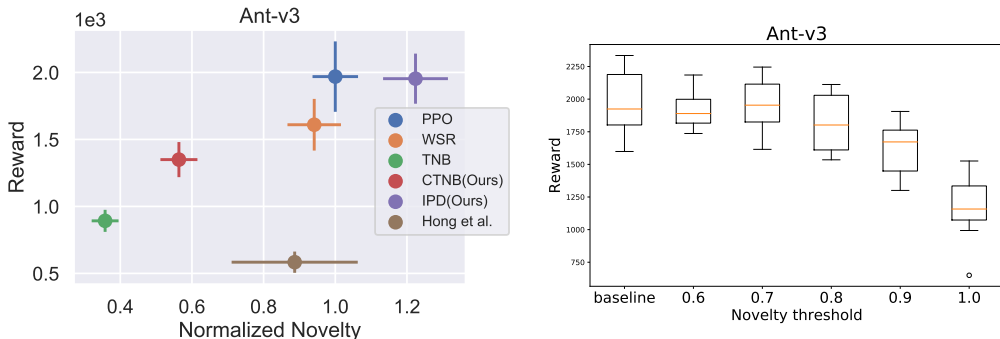 1e3
Ant-v3
2.0
1.5
1.0
0.5
Reward
PPO
WSR
TNB
CTNB(Ours)
IPD(Ours)
Hong et al.
0.4 0.6 0.8 1.0 1.2
Normalized Novelty
Ant-v3
2250
2000
1750
1500
1250
1000
750
Reward
baseline 0.6 0.7 0.8 0.9 1.0
Novelty threshold